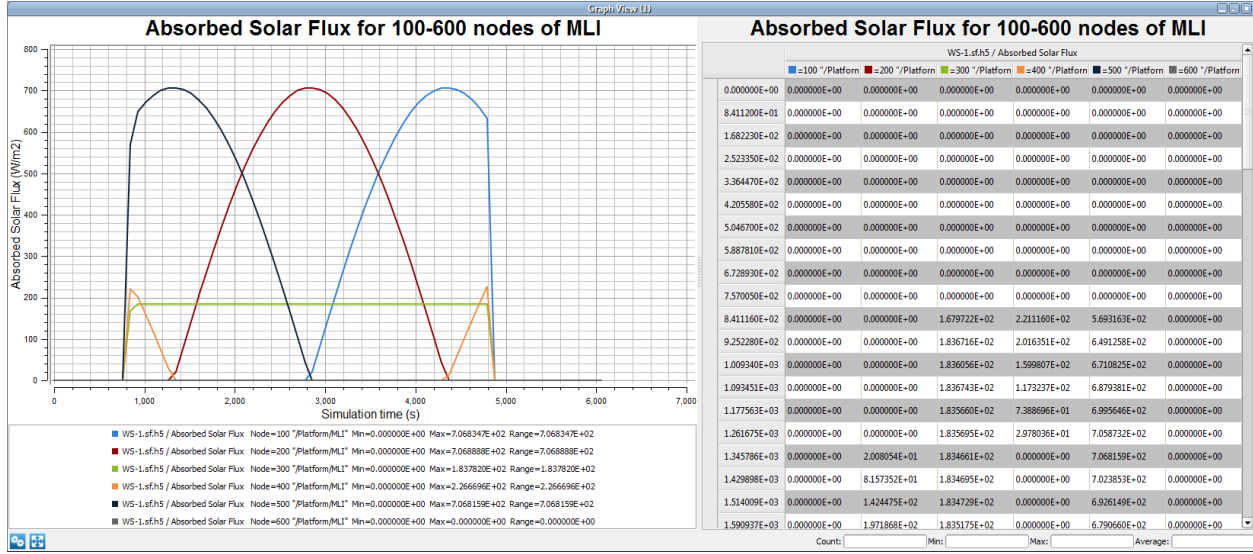 Graph View (1)
Absorbed Solar Flux for 100-600 nodes of MLI
Absorbed Solar Flux (W/m2)
800
700
600
500
400
300
200
100
0
0 1,000 2,000 3,000 4,000 5,000 6,000 7,000
Simulation time (s)
WS-1.sf.h5 / Absorbed Solar Flux Node=100 "/Platform/MLI" Min=0.000000E+00 Max=7.068347E+02 Range=7.068347E+02
WS-1.sf.h5 / Absorbed Solar Flux Node=200 "/Platform/MLI" Min=0.000000E+00 Max=7.068888E+02 Range=7.068888E+02
WS-1.sf.h5 / Absorbed Solar Flux Node=300 "/Platform/MLI" Min=0.000000E+00 Max=1.837820E+02 Range=1.837820E+02
WS-1.sf.h5 / Absorbed Solar Flux Node=400 "/Platform/MLI" Min=0.000000E+00 Max=2.266696E+02 Range=2.266696E+02
WS-1.sf.h5 / Absorbed Solar Flux Node=500 "/Platform/MLI" Min=0.000000E+00 Max=7.068159E+02 Range=7.068159E+02
WS-1.sf.h5 / Absorbed Solar Flux Node=600 "/Platform/MLI" Min=0.000000E+00 Max=0.000000E+00 Range=0.000000E+00
Absorbed Solar Flux for 100-600 nodes of MLI
WS-1.sf.h5 / Absorbed Solar Flux
=100 "/Platforn =200 "/Platforn =300 "/Platforn =400 "/Platforn =500 "/Platforn =600 "/Platforn
0.000000E+00 0.000000E+00 0.000000E+00 0.000000E+00 0.000000E+00 0.000000E+00 0.000000E+00
8.411200E+01 0.000000E+00 0.000000E+00 0.000000E+00 0.000000E+00 0.000000E+00 0.000000E+00
1.682230E+02 0.000000E+00 0.000000E+00 0.000000E+00 0.000000E+00 0.000000E+00 0.000000E+00
2.523350E+02 0.000000E+00 0.000000E+00 0.000000E+00 0.000000E+00 0.000000E+00 0.000000E+00
3.364470E+02 0.000000E+00 0.000000E+00 0.000000E+00 0.000000E+00 0.000000E+00 0.000000E+00
4.205580E+02 0.000000E+00 0.000000E+00 0.000000E+00 0.000000E+00 0.000000E+00 0.000000E+00
5.046700E+02 0.000000E+00 0.000000E+00 0.000000E+00 0.000000E+00 0.000000E+00 0.000000E+00
5.887810E+02 0.000000E+00 0.000000E+00 0.000000E+00 0.000000E+00 0.000000E+00 0.000000E+00
6.728930E+02 0.000000E+00 0.000000E+00 0.000000E+00 0.000000E+00 0.000000E+00 0.000000E+00
7.570050E+02 0.000000E+00 0.000000E+00 0.000000E+00 0.000000E+00 0.000000E+00 0.000000E+00
8.411160E+02 0.000000E+00 0.000000E+00 1.679722E+02 2.211160E+02 5.693163E+02 0.000000E+00
9.252280E+02 0.000000E+00 0.000000E+00 1.836716E+02 2.016351E+02 6.491258E+02 0.000000E+00
1.009340E+03 0.000000E+00 0.000000E+00 1.836056E+02 1.599807E+02 6.710825E+02 0.000000E+00
1.093451E+03 0.000000E+00 0.000000E+00 1.836743E+02 1.173237E+02 6.879381E+02 0.000000E+00
1.177563E+03 0.000000E+00 0.000000E+00 1.835660E+02 7.388696E+01 6.995646E+02 0.000000E+00
1.261675E+03 0.000000E+00 0.000000E+00 1.835695E+02 2.978036E+01 7.058732E+02 0.000000E+00
1.345786E+03 0.000000E+00 2.008054E+01 1.834661E+02 0.000000E+00 7.068159E+02 0.000000E+00
1.429898E+03 0.000000E+00 8.157352E+01 1.834695E+02 0.000000E+00 7.023853E+02 0.000000E+00
1.514009E+03 0.000000E+00 1.424475E+02 1.834729E+02 0.000000E+00 6.926149E+02 0.000000E+00
1.590937E+03 0.000000E+00 1.971868E+02 1.835175E+02 0.000000E+00 6.790660E+02 0.000000E+00
Count: Min: Max: Average: